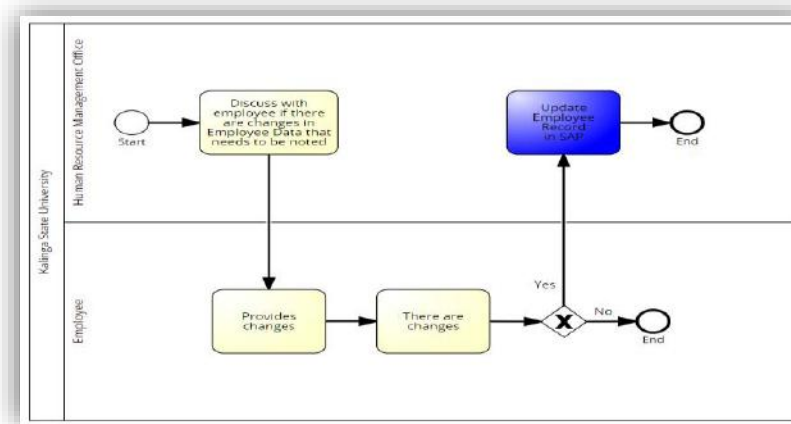 Kalinga State University
Human Resource Management Office
Start
Discuss with
employee if there
are changes in
Employee Data that
needs to be noted
Update
Employee
Record
in SAP
End
Employee
Provides
changes
There are
changes
Yes
X
No
End